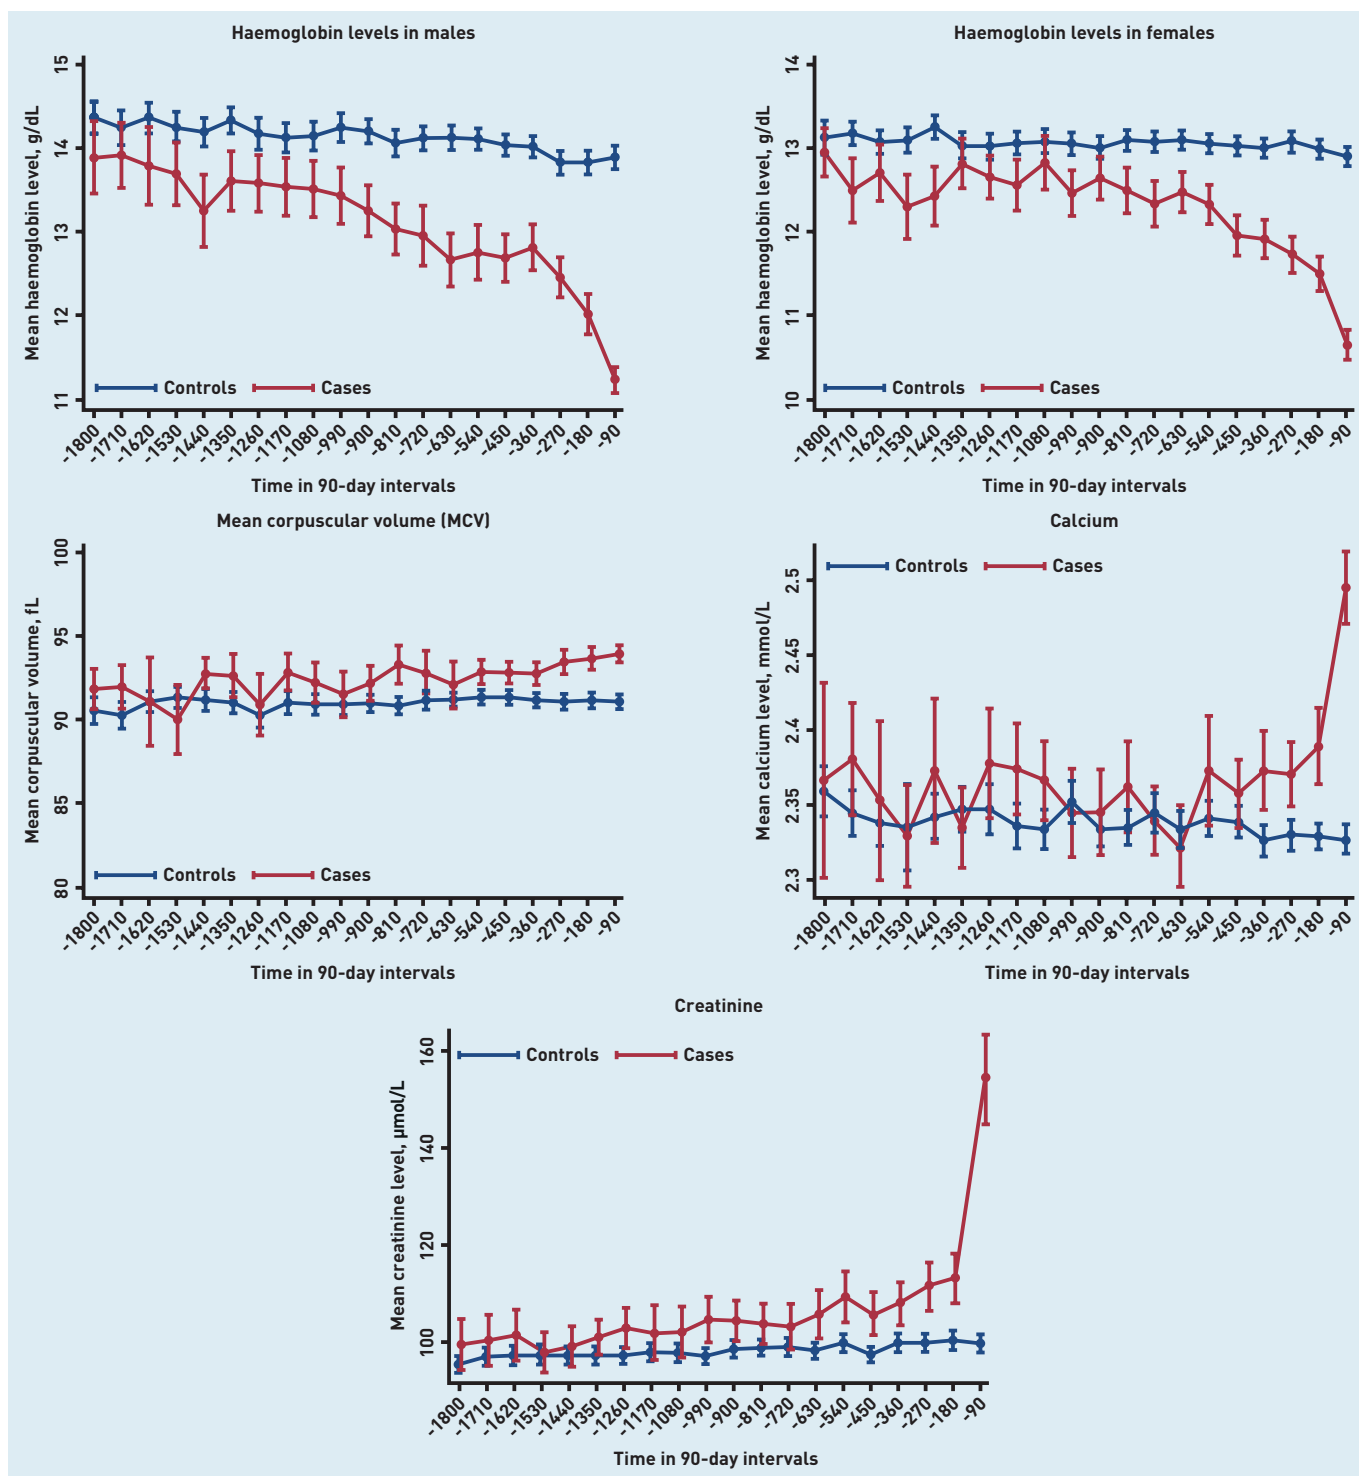 Haemoglobin levels in males
Mean haemoglobin level, g/dL
15
14
13
12
11
Controls Cases
-1800 -1710 -1620 -1530 -1440 -1350 -1260 -1170 -1080 -990 -900 -810 -720 -630 -540 -450 -360 -270 -180 -90
Time in 90-day intervals
Haemoglobin levels in females
Mean haemoglobin level, g/dL
14
13
12
11
10
Controls Cases
-1800 -1710 -1620 -1530 -1440 -1350 -1260 -1170 -1080 -990 -900 -810 -720 -630 -540 -450 -360 -270 -180 -90
Time in 90-day intervals
Mean corpuscular volume (MCV)
Mean corpuscular volume, fL
100
95
90
85
80
Controls Cases
-1800 -1710 -1620 -1530 -1440 -1350 -1260 -1170 -1080 -990 -900 -810 -720 -630 -540 -450 -360 -270 -180 -90
Time in 90-day intervals
Calcium
Mean calcium level, mmol/L
Controls Cases
2.5
2.45
2.4
2.35
2.3
-1800 -1710 -1620 -1530 -1440 -1350 -1260 -1170 -1080 -990 -900 -810 -720 -630 -540 -450 -360 -270 -180 -90
Time in 90-day intervals
Creatinine
Mean creatinine level, µmol/L
Controls Cases
160
140
120
100
-1800 -1710 -1620 -1530 -1440 -1350 -1260 -1170 -1080 -990 -900 -810 -720 -630 -540 -450 -360 -270 -180 -90
Time in 90-day intervals